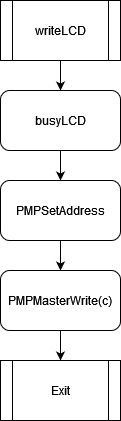 writeLCD
busyLCD
PMPSetAddress
PMPMasterWrite(c)
Exit